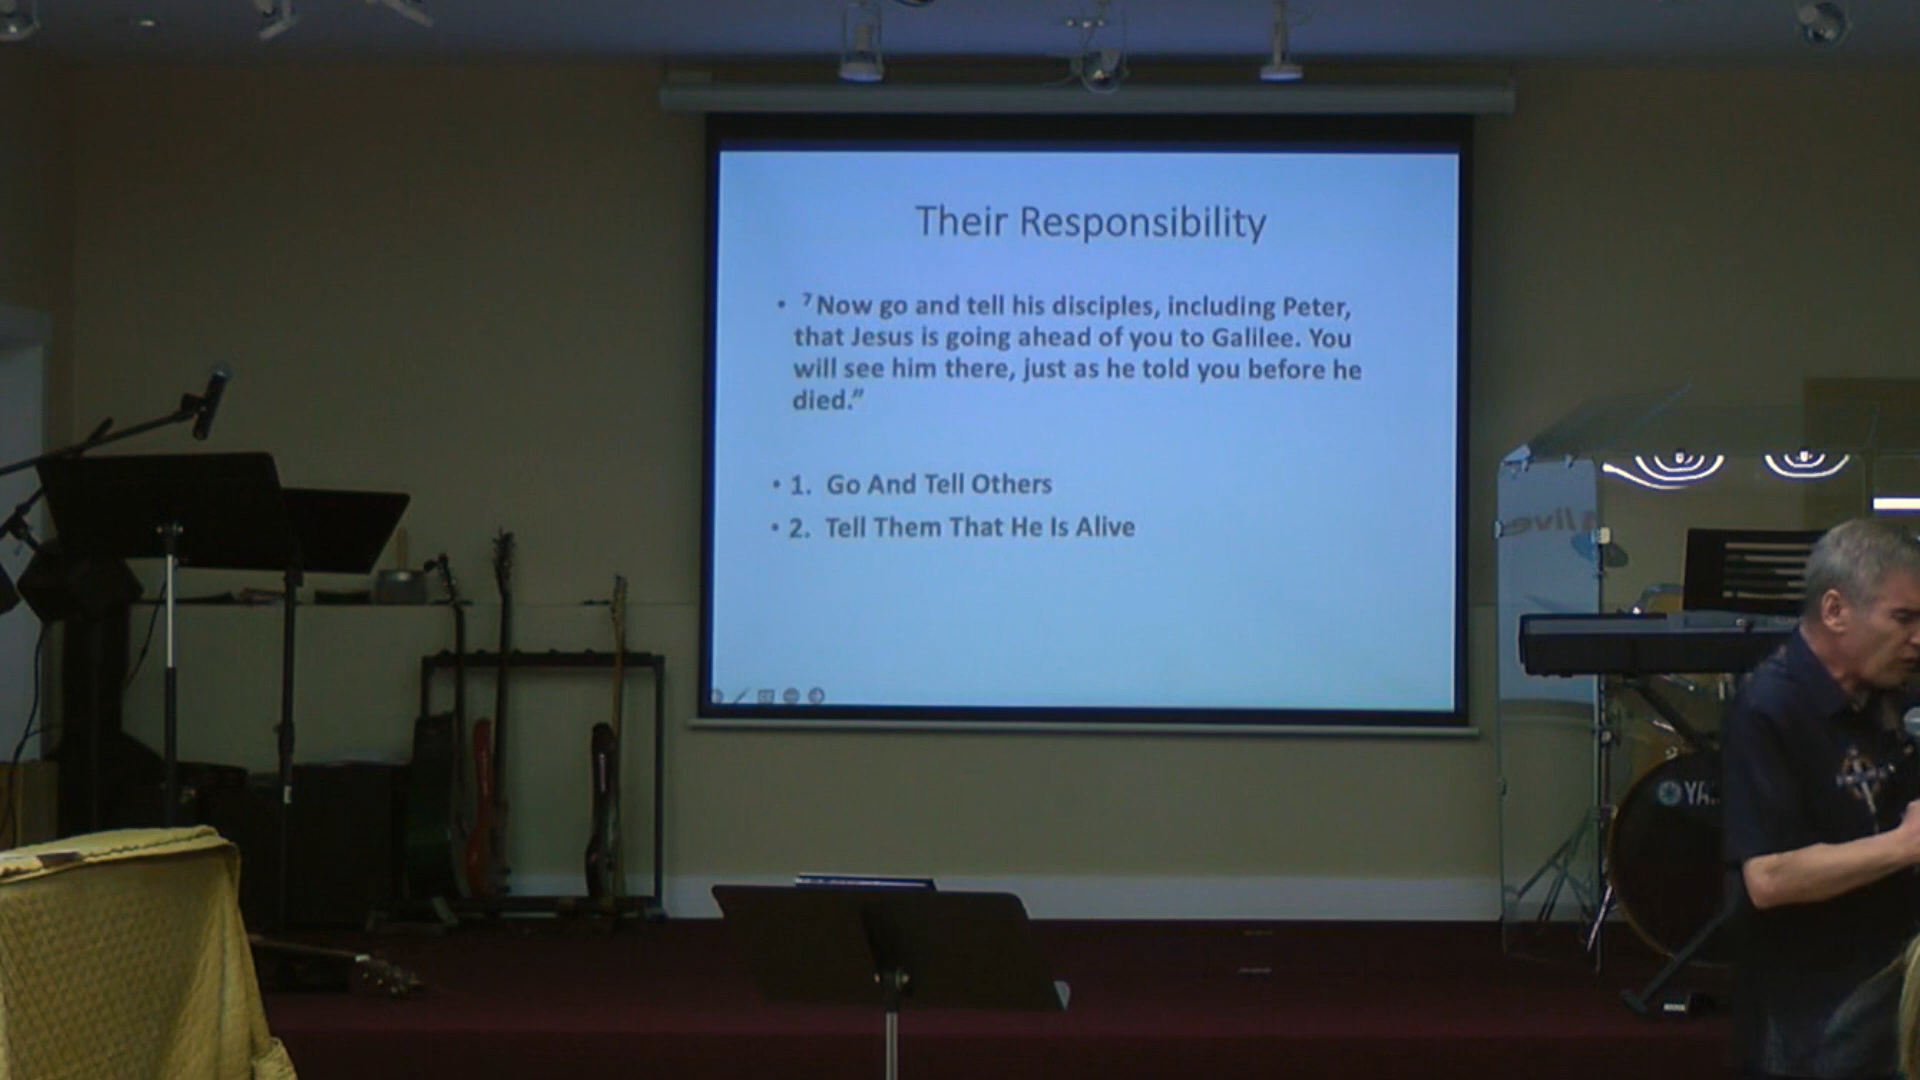 Their Responsibility
• ⁷ Now go and tell his disciples, including Peter,
that Jesus is going ahead of you to Galilee. You
will see him there, just as he told you before he
died.”
• 1. Go And Tell Others
• 2. Tell Them That He Is Alive